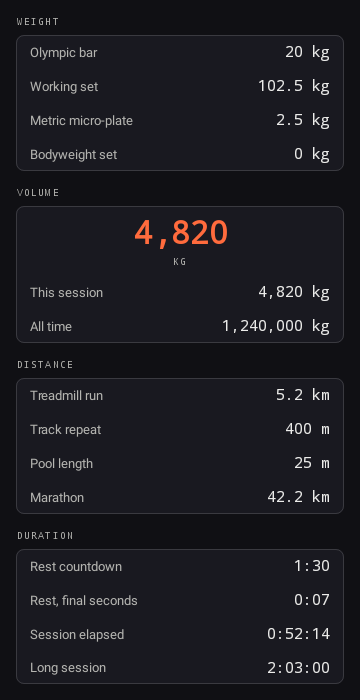 WEIGHT
Olympic bar 20 kg
Working set 102.5 kg
Metric micro-plate 2.5 kg
Bodyweight set 0 kg
VOLUME
4,820
KG
This session 4,820 kg
All time 1,240,000 kg
DISTANCE
Treadmill run 5.2 km
Track repeat 400 m
Pool length 25 m
Marathon 42.2 km
DURATION
Rest countdown 1:30
Rest, final seconds 0:07
Session elapsed 0:52:14
Long session 2:03:00